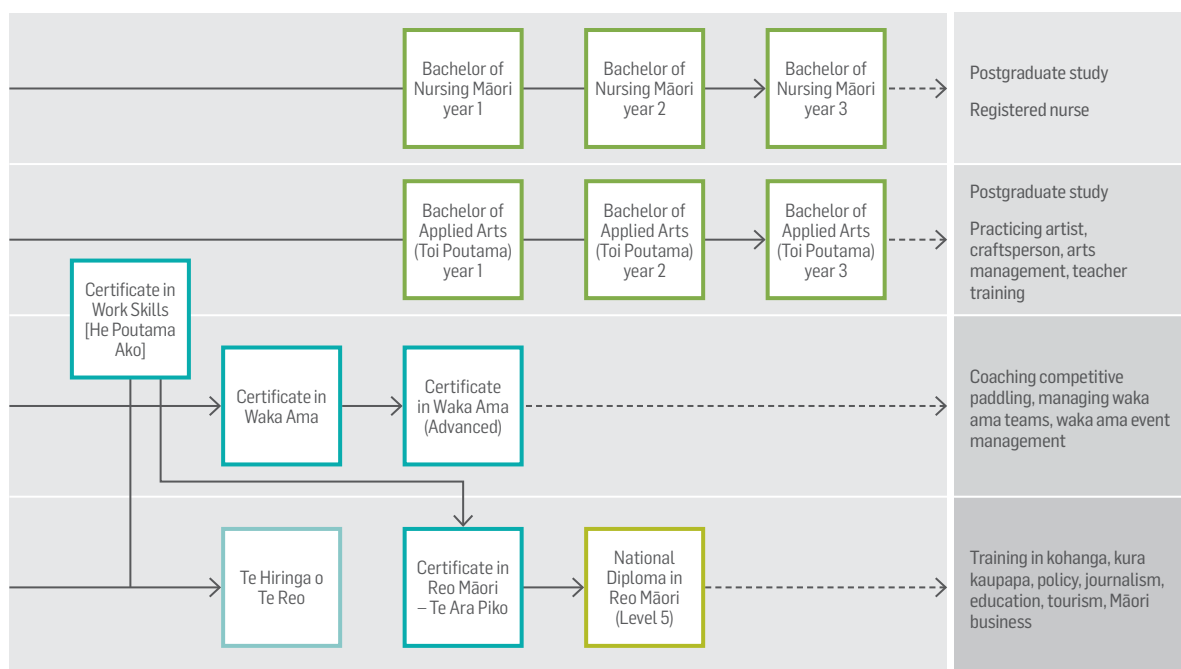 Bachelor of
Nursing Māori
year 1
Bachelor of
Nursing Māori
year 2
Bachelor of
Nursing Māori
year 3
Postgraduate study
Registered nurse
Bachelor of
Applied Arts
(Toi Poutama)
year 1
Bachelor of
Applied Arts
(Toi Poutama)
year 2
Bachelor of
Applied Arts
(Toi Poutama)
year 3
Postgraduate study
Practicing artist,
craftsperson, arts
management, teacher
training
Certificate in
Work Skills
[He Poutama
Ako]
Certificate in
Waka Ama
Certificate
in Waka Ama
(Advanced)
Coaching competitive
paddling, managing waka
ama teams, waka ama event
management
Te Hiringa o
Te Reo
Certificate in
Reo Māori
– Te Ara Piko
National
Diploma in
Reo Māori
(Level 5)
Training in kohanga, kura
kaupapa, policy, journalism,
education, tourism, Māori
business